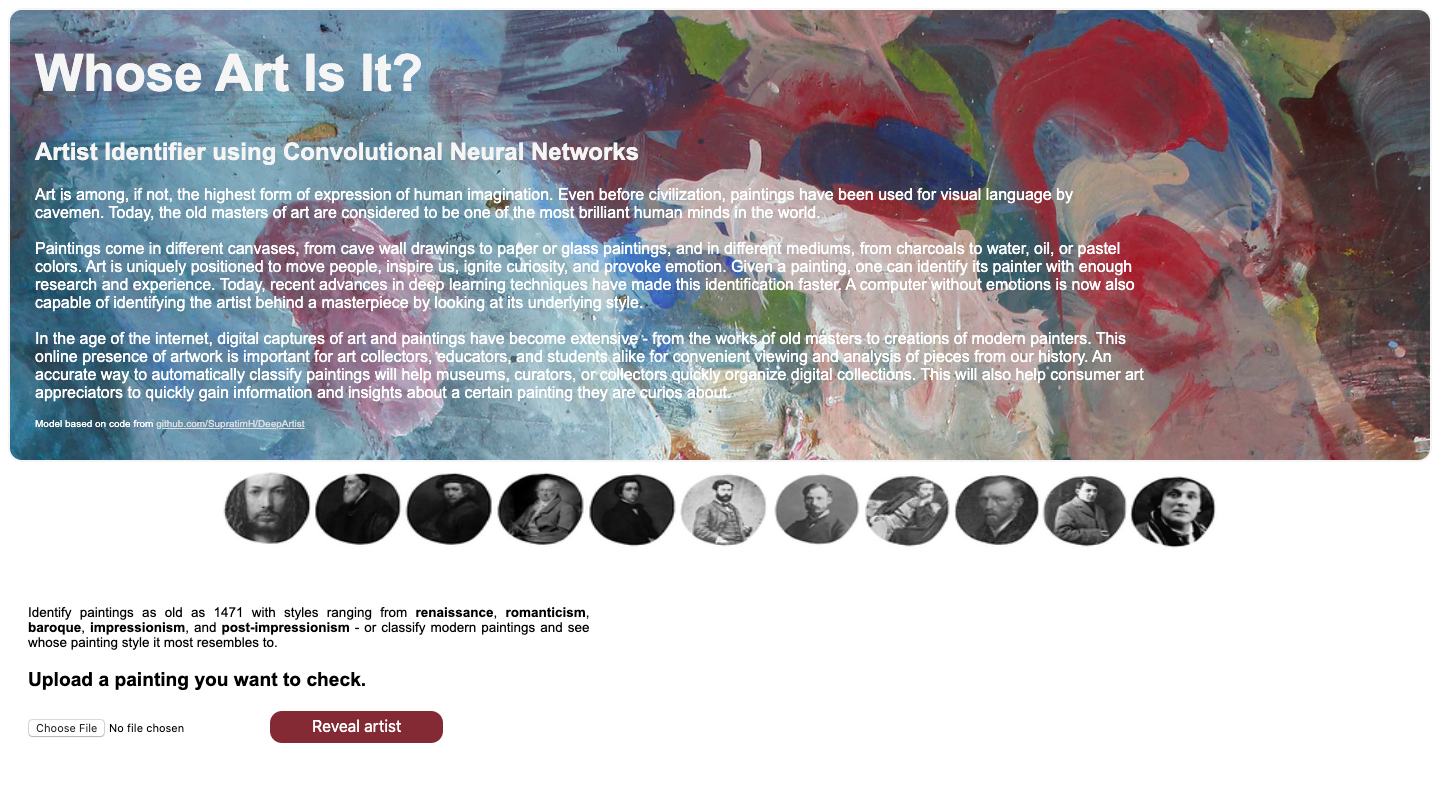 Whose Art Is It?
Artist Identifier using Convolutional Neural Networks
Art is among, if not, the highest form of expression of human imagination. Even before civilization, paintings have been used for visual language by
cavemen. Today, the old masters of art are considered to be one of the most brilliant human minds in the world.
Paintings come in different canvases, from cave wall drawings to paper or glass paintings, and in different mediums, from charcoals to water, oil, or pastel
colors. Art is uniquely positioned to move people, inspire us, ignite curiosity, and provoke emotion. Given a painting, one can identify its painter with enough
research and experience. Today, recent advances in deep learning techniques have made this identification faster. A computer without emotions is now also
capable of identifying the artist behind a masterpiece by looking at its underlying style.
In the age of the internet, digital captures of art and paintings have become extensive - from the works of old masters to creations of modern painters. This
online presence of artwork is important for art collectors, educators, and students alike for convenient viewing and analysis of pieces from our history. An
accurate way to automatically classify paintings will help museums, curators, or collectors quickly organize digital collections. This will also help consumer art
appreciators to quickly gain information and insights about a certain painting they are curios about.
Model based on code from github.com/SupratimH/DeepArtist
Identify paintings as old as 1471 with styles ranging from renaissance, romanticism,
baroque, impressionism, and post-impressionism - or classify modern paintings and see
whose painting style it most resembles to.
Upload a painting you want to check.
Choose File No file chosen
Reveal artist